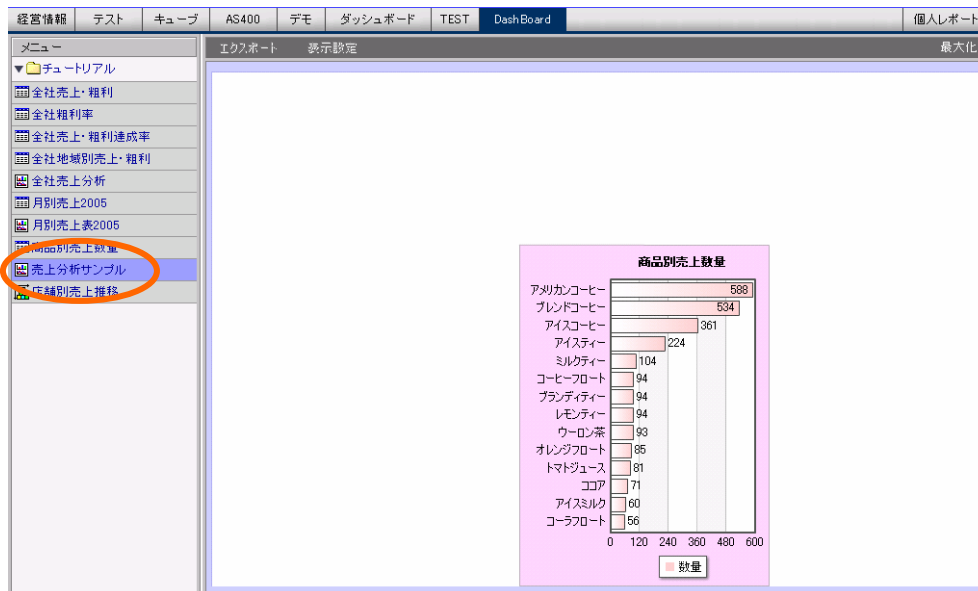 経営情報 テスト キューブ AS400 デモ ダッシュボード TEST DashBoard 個人レポート
メニュー
エクスポート 表示設定 最大化
▼チュートリアル
全社売上・粗利
全社粗利率
全社売上・粗利達成率
全社地域別売上・粗利
全社売上分析
月別売上2005
月別売上表2005
商品別売上数量
売上分析サンプル
店舗別売上推移
商品別売上数量
アメリカンコーヒー 588
ブレンドコーヒー 534
アイスコーヒー 361
アイスティー 224
ミルクティー 104
コーヒーフロート 94
ブランディティー 94
レモンティー 94
ウーロン茶 93
オレンジフロート 85
トマトジュース 81
ココア 71
アイスミルク 60
コーラフロート 56
0 120 240 360 480 600
数量